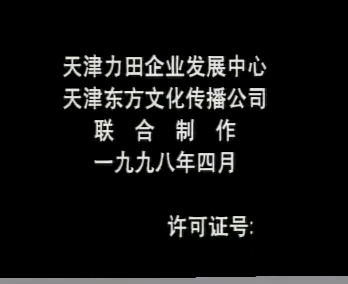 天津力田企业发展中心
天津东方文化传播公司
联 合 制 作
一九九八年四月
许可证号: